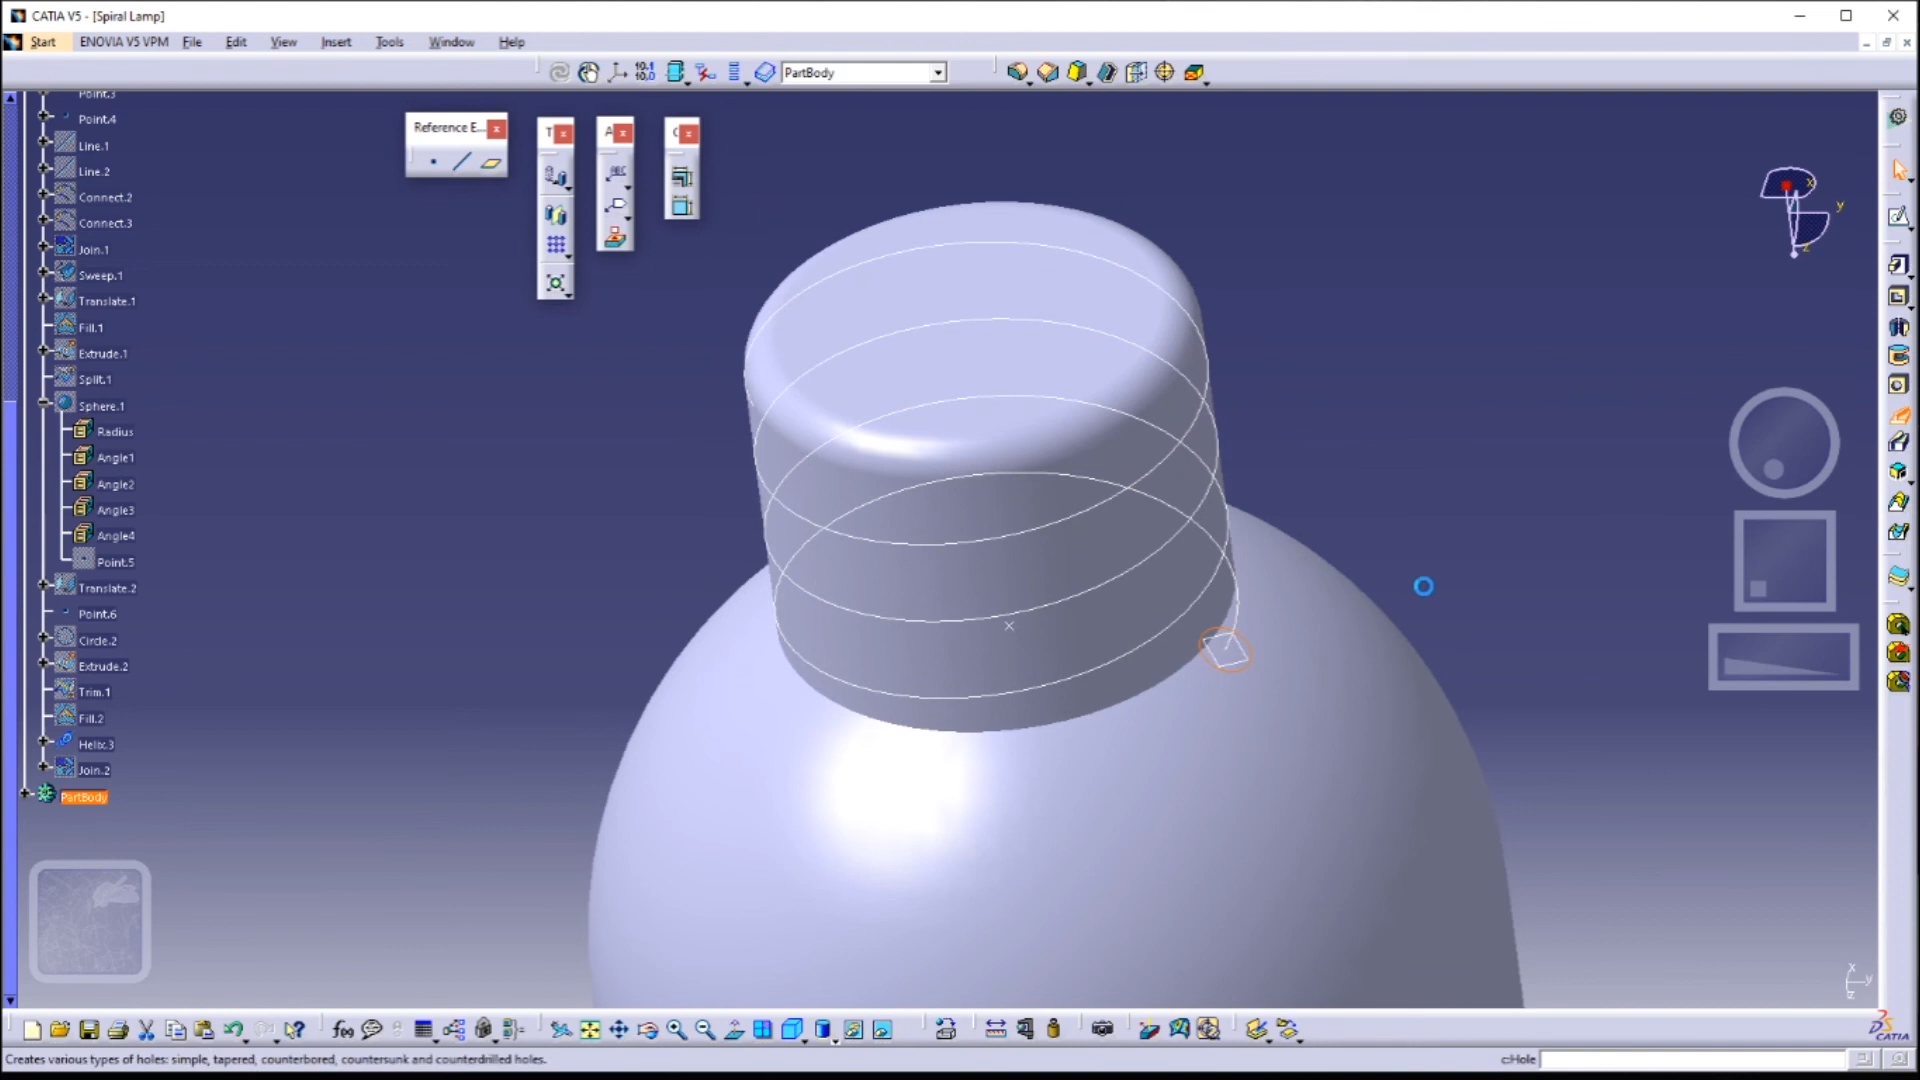 CATIA V5 - [Spiral Lamp]
Start ENOVIA V5 VPM File Edit View Insert Tools Window Help
PartBody
Point.3
Point.4
Line.1
Line.2
Connect.2
Connect.3
Join.1
Sweep.1
Translate.1
Fill.1
Extrude.1
Split.1
Sphere.1
Radius
Angle1
Angle2
Angle3
Angle4
Point.5
Translate.2
Point.6
Circle.2
Extrude.2
Trim.1
Fill.2
Helix.3
Join.2
PartBody
Reference E...
T
A
C
ABC
x
y
z
x
y
z
CATIA
Creates various types of holes: simple, tapered, counterbored, countersunk and counterdrilled holes.
c:Hole